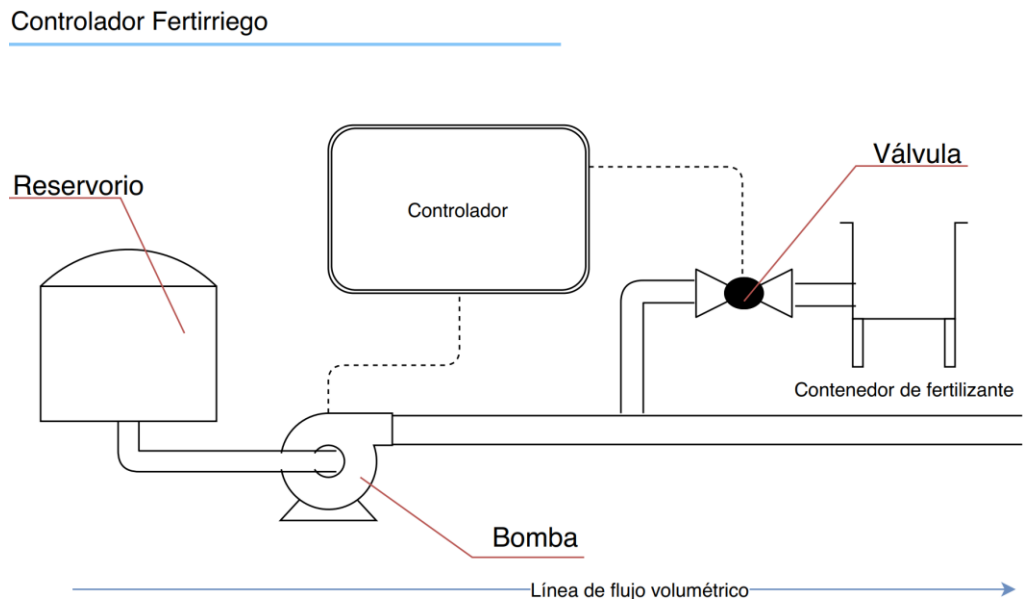 Controlador Fertirriego
Válvula
Reservorio
Controlador
Contenedor de fertilizante
Bomba
Línea de flujo volumétrico